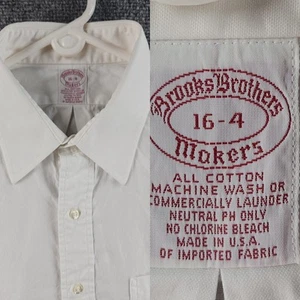 Brooks Brothers
16-4
Makers
ALL COTTON
MACHINE WASH OR
COMMERCIALLY LAUNDER
NEUTRAL PH ONLY
NO CHLORINE BLEACH
MADE IN U.S.A.
OF IMPORTED FABRIC